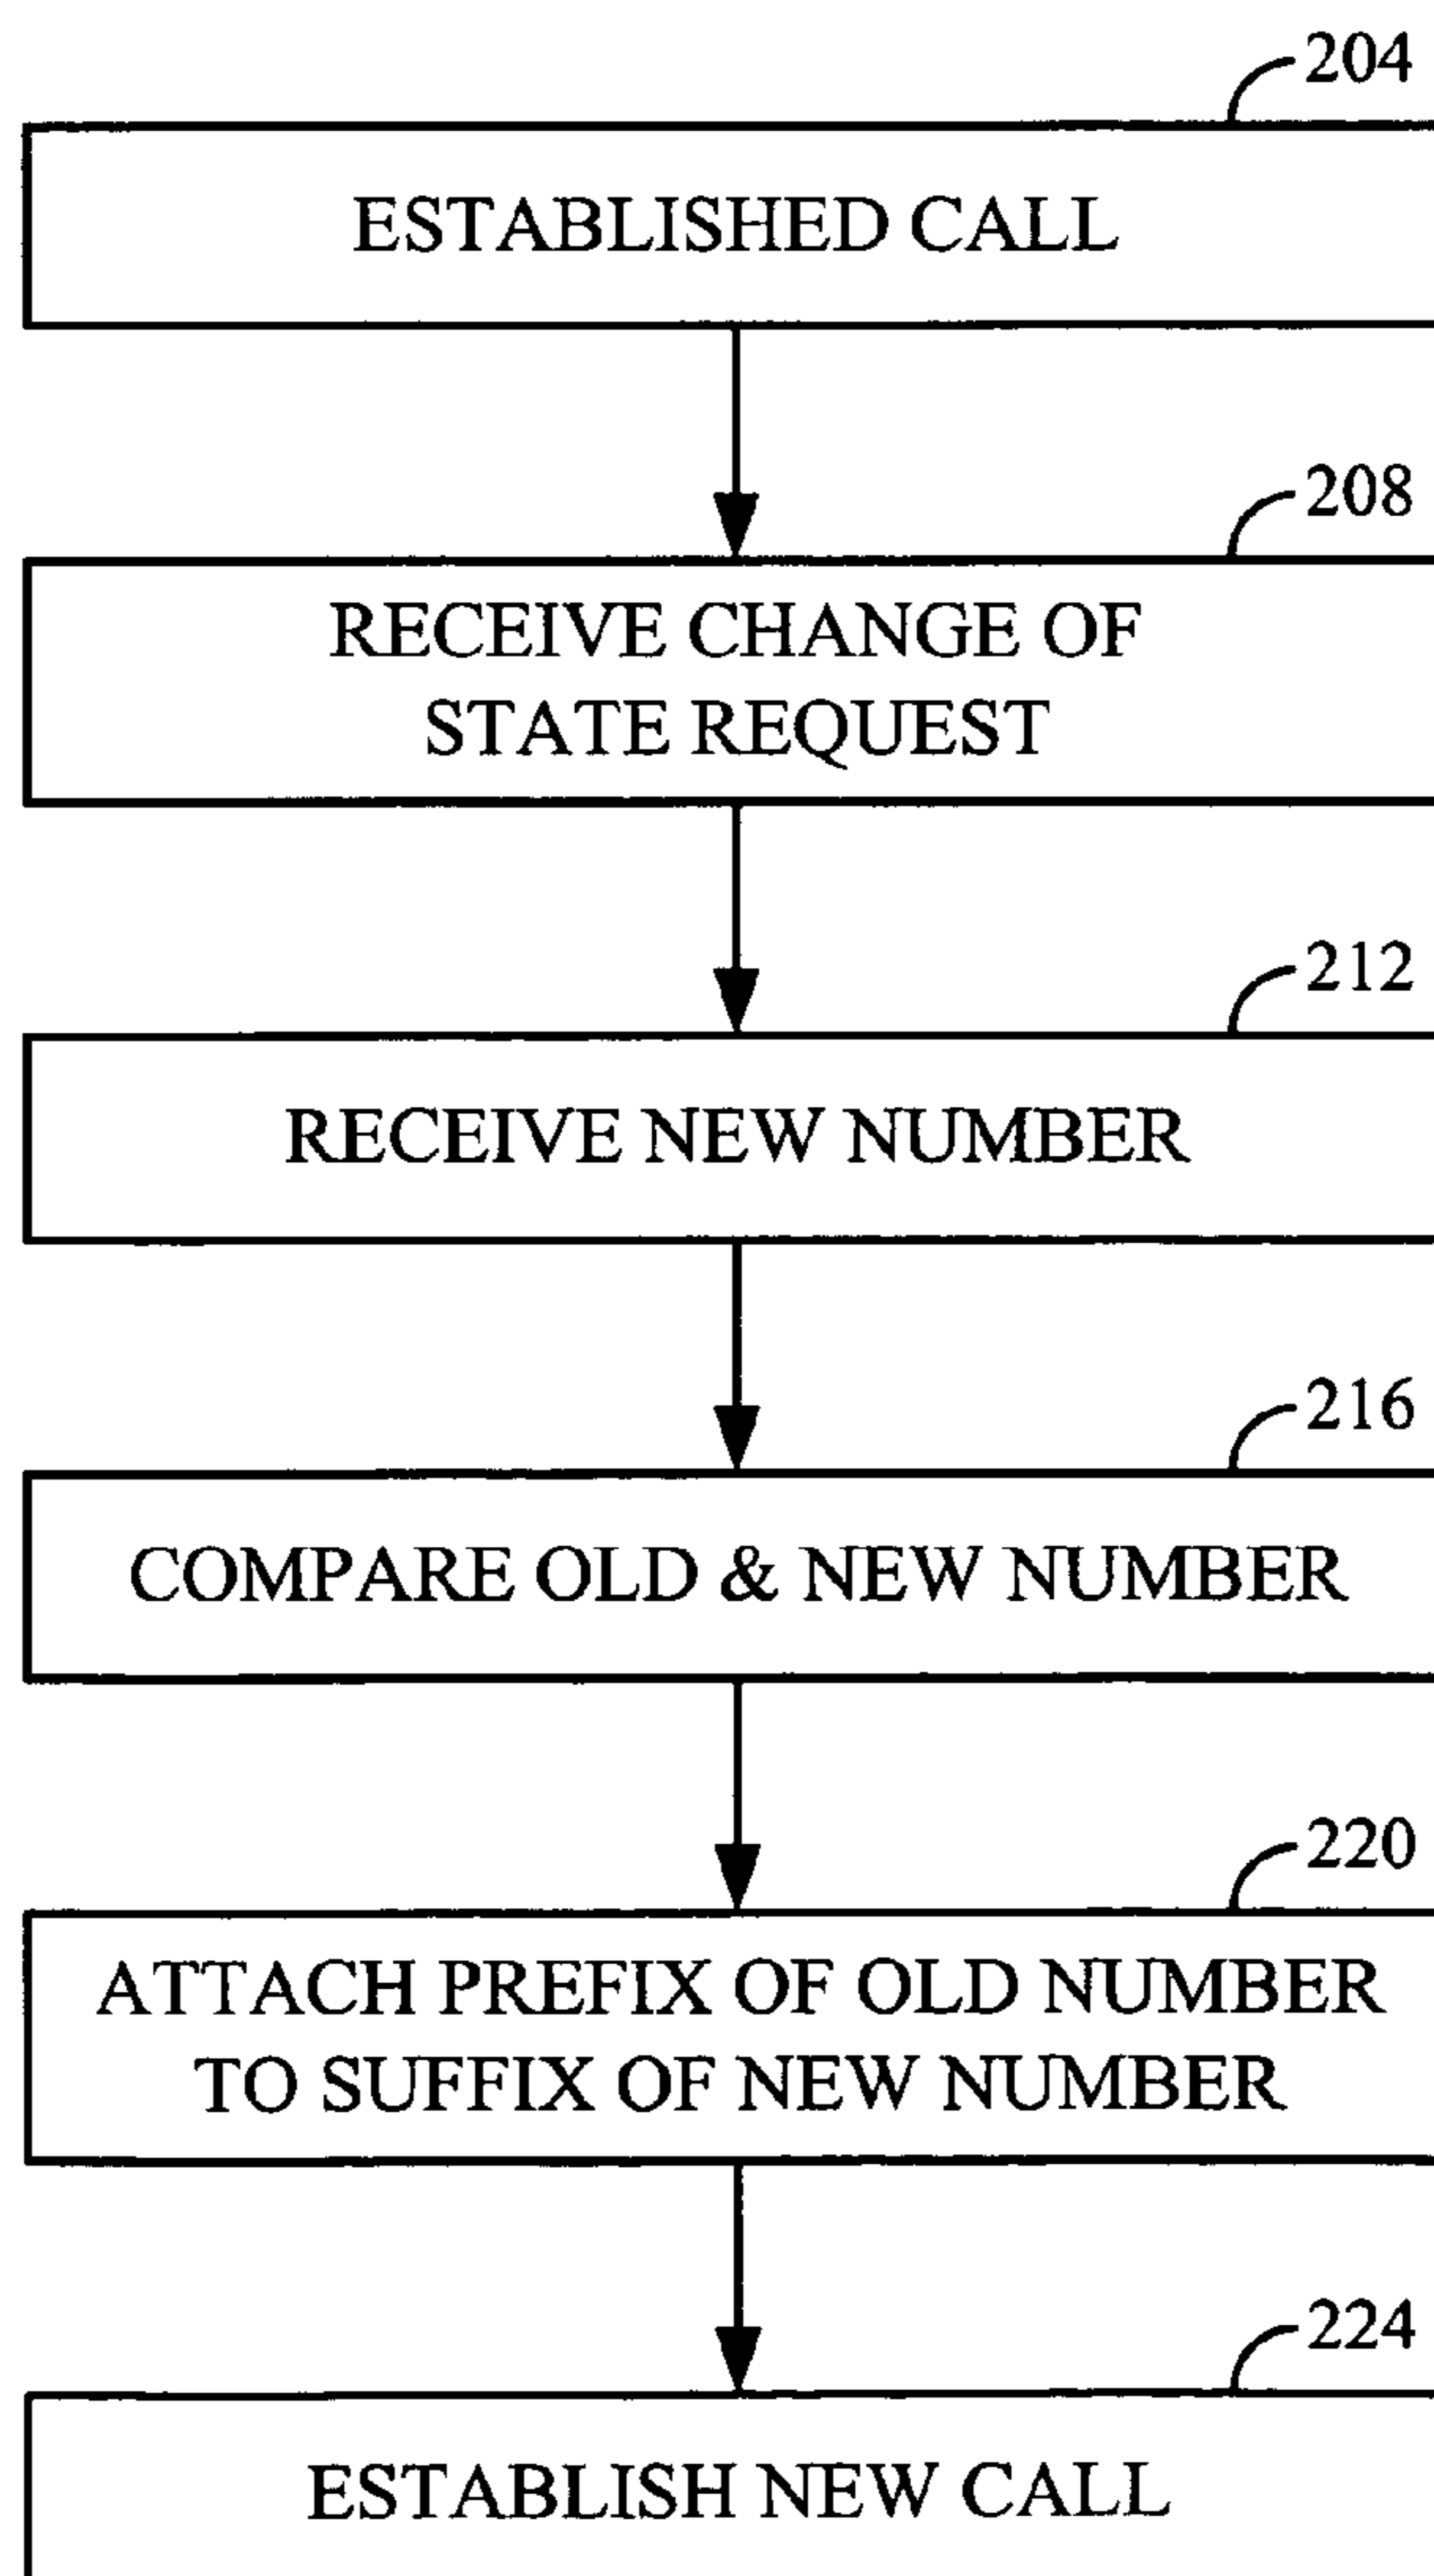 204
ESTABLISHED CALL
208
RECEIVE CHANGE OF
STATE REQUEST
212
RECEIVE NEW NUMBER
216
COMPARE OLD & NEW NUMBER
220
ATTACH PREFIX OF OLD NUMBER
TO SUFFIX OF NEW NUMBER
224
ESTABLISH NEW CALL